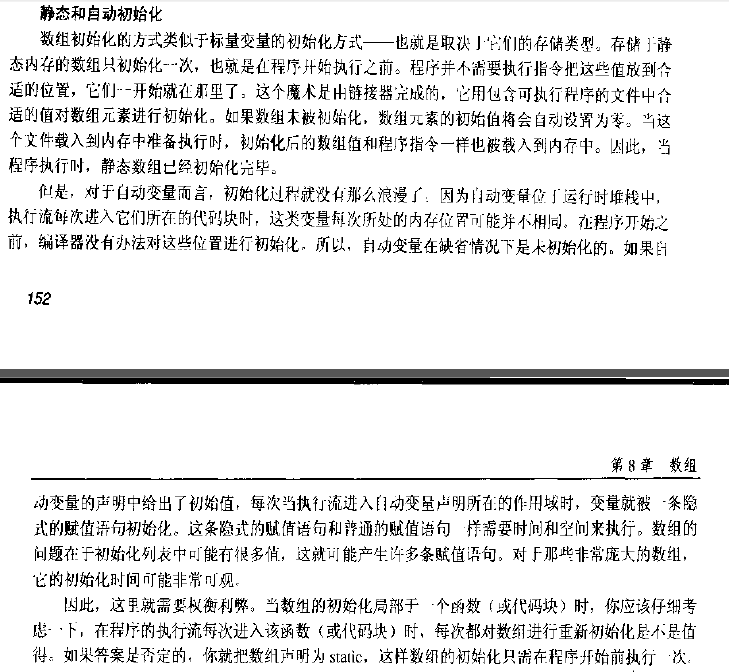 静态和自动初始化
数组初始化的方式类似于标量变量的初始化方式——也就是取决于它们的存储类型。存储于静
态内存的数组只初始化一次，也就是在程序开始执行之前。程序并不需要执行指令把这些值放到合
适的位置，它们一开始就在那里了。这个魔术是由链接器完成的，它用包含可执行程序的文件中合
适的值对数组元素进行初始化。如果数组未被初始化，数组元素的初始值将会自动设置为零。当这
个文件载入到内存中准备执行时，初始化后的数组值和程序指令一样也被载入到内存中。因此，当
程序执行时，静态数组已经初始化完毕。
但是，对于自动变量而言，初始化过程就没有那么浪漫了。因为自动变量位于运行时堆栈中，
执行流每次进入它们所在的代码块时，这类变量每次所处的内存位置可能并不相同。在程序开始之
前，编译器没有办法对这些位置进行初始化。所以，自动变量在缺省情况下是未初始化的。如果自
152
第 8 章 数组
动变量的声明中给出了初始值，每次当执行流进入自动变量声明所在的作用域时，变量就被一条隐
式的赋值语句初始化。这条隐式的赋值语句和普通的赋值语句一样需要时间和空间来执行。数组的
问题在于初始化列表中可能有很多值，这就可能产生许多条赋值语句。对于那些非常庞大的数组，
它的初始化时间可能非常可观。
因此，这里就需要权衡利弊。当数组的初始化局部于一个函数（或代码块）时，你应该仔细考
虑一下，在程序的执行流每次进入该函数（或代码块）时，每次都对数组进行重新初始化是不是值
得。如果答案是否定的，你就把数组声明为 static，这样数组的初始化只需在程序开始前执行一次。